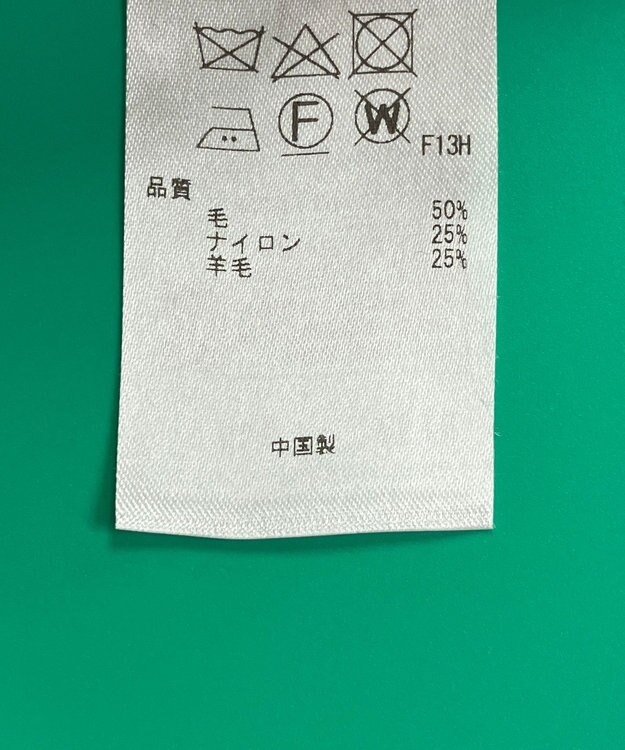 F W F13H
品質
毛 50%
ナイロン 25%
羊毛 25%
中国製